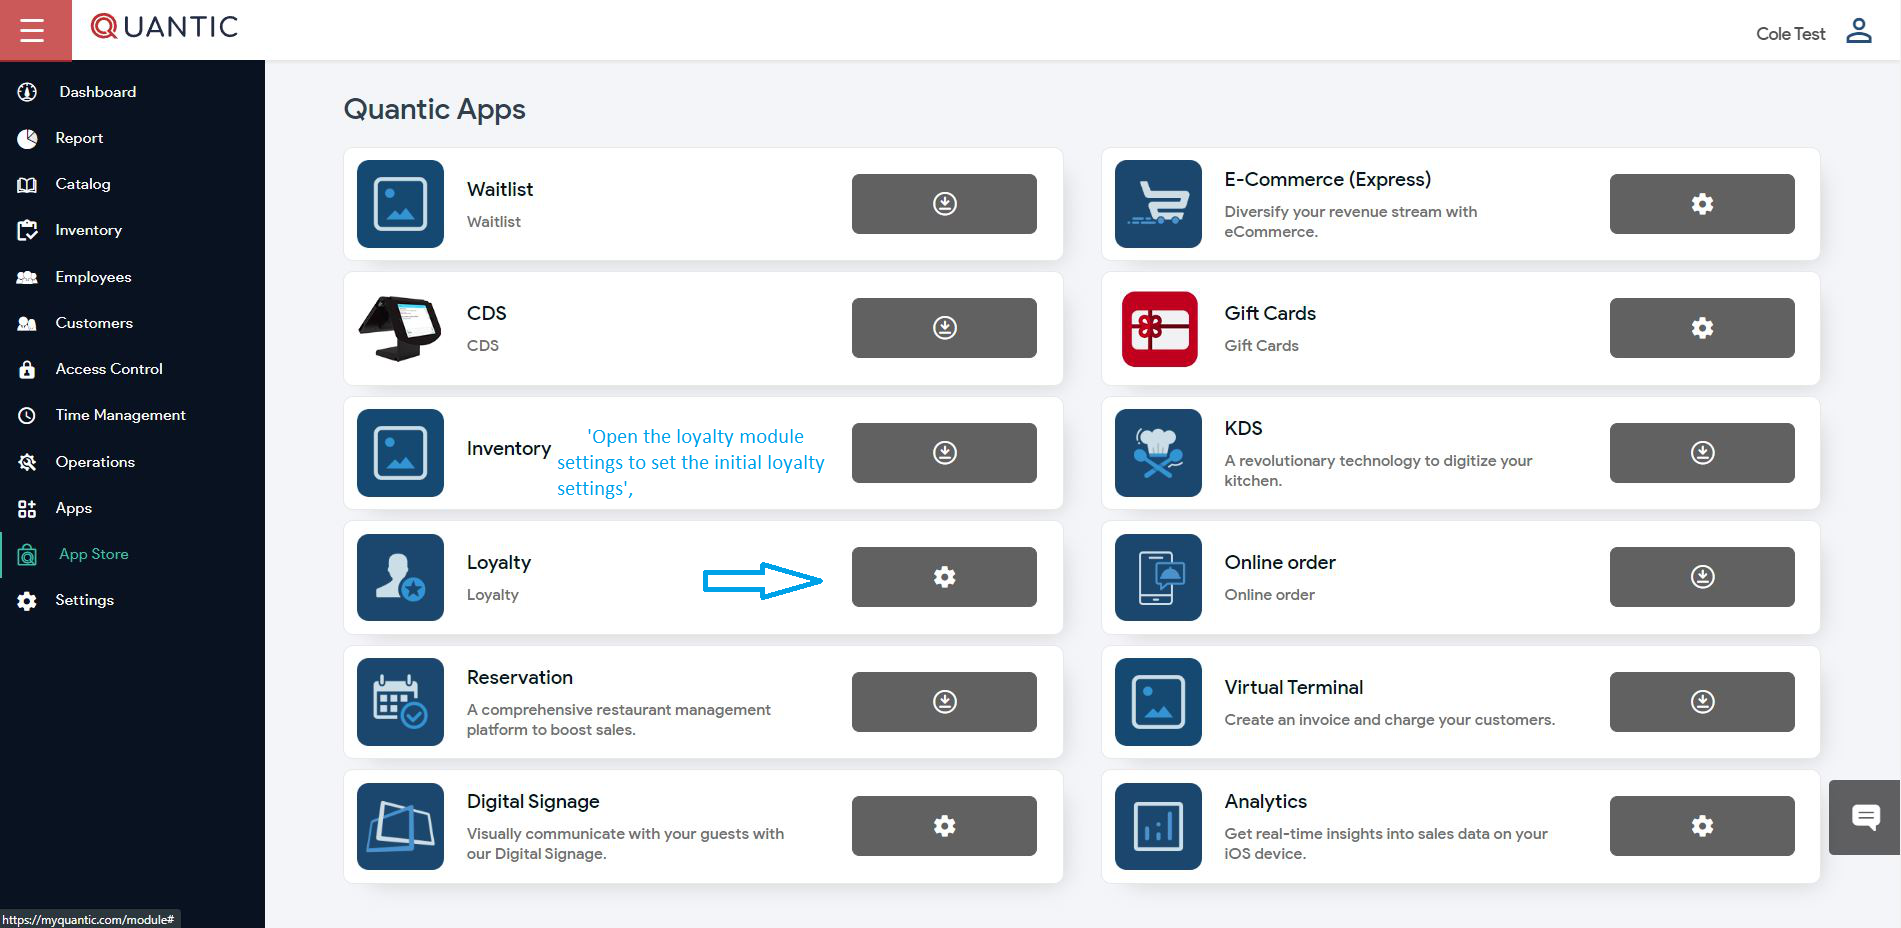 QUANTIC
Cole Test
Dashboard
Report
Catalog
Inventory
Employees
Customers
Access Control
Time Management
Operations
Apps
App Store
Settings
Quantic Apps
Waitlist
Waitlist
E-Commerce (Express)
Diversify your revenue stream with
eCommerce.
CDS
CDS
Gift Cards
Gift Cards
Inventory
'Open the loyalty module
settings to set the initial loyalty
settings',
KDS
A revolutionary technology to digitize your
kitchen.
Loyalty
Loyalty
Online order
Online order
Reservation
A comprehensive restaurant management
platform to boost sales.
Virtual Terminal
Create an invoice and charge your customers.
Digital Signage
Visually communicate with your guests with
our Digital Signage.
Analytics
Get real-time insights into sales data on your
iOS device.
https://myquantic.com/module#